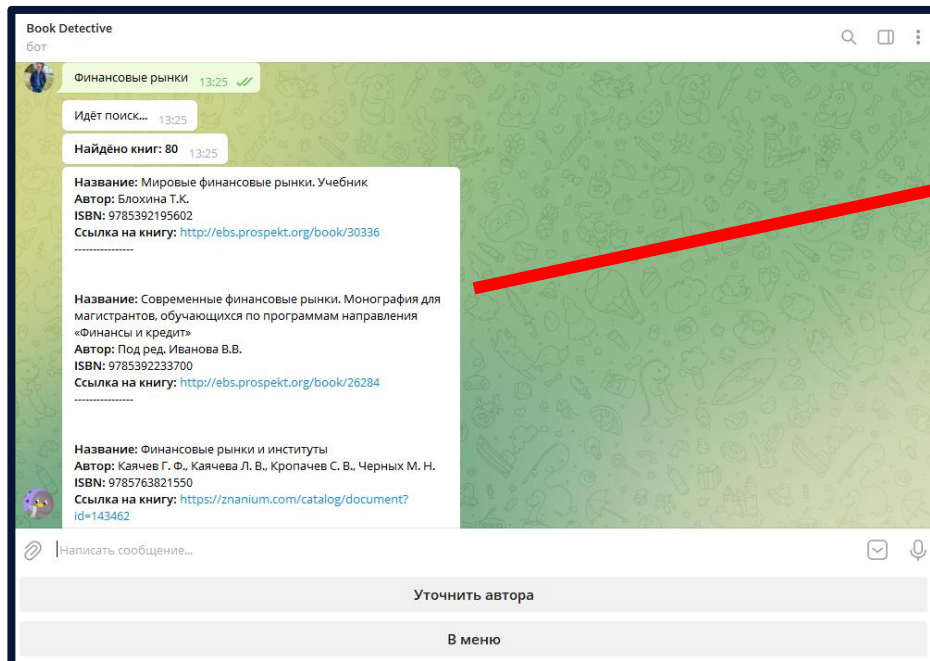 Book Detective
бот
Финансовые рынки 13:25
Идёт поиск... 13:25
Найдёно книг: 80 13:25
Название: Мировые финансовые рынки. Учебник
Автор: Блохина Т.К.
ISBN: 9785392195602
Ссылка на книгу: http://ebs.prospekt.org/book/30336
----------------
Название: Современные финансовые рынки. Монография для
магистрантов, обучающихся по программам направления
«Финансы и кредит»
Автор: Под ред. Иванова В.В.
ISBN: 9785392233700
Ссылка на книгу: http://ebs.prospekt.org/book/26284
----------------
Название: Финансовые рынки и институты
Автор: Каячев Г. Ф., Каячева Л. В., Кропачев С. В., Черных М. Н.
ISBN: 9785763821550
Ссылка на книгу: https://znanium.com/catalog/document?
id=143462
Написать сообщение...
Уточнить автора
В меню